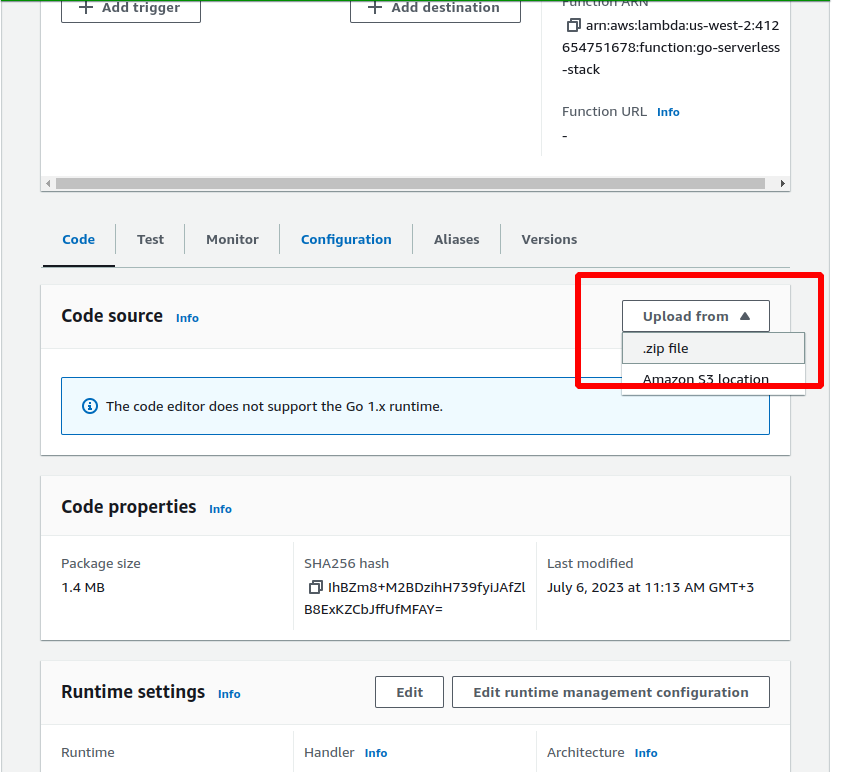 Add trigger
Add destination
Function ARN
arn:aws:lambda:us-west-2:412
654751678:function:go-serverless
-stack
Function URL Info
-
Code
Test
Monitor
Configuration
Aliases
Versions
Code source Info
Upload from
.zip file
Amazon S3 location
The code editor does not support the Go 1.x runtime.
Code properties Info
Package size
1.4 MB
SHA256 hash
IhBZm8+M2BDzihH739fyiJAfZl
B8ExKZCbJffUfMFAY=
Last modified
July 6, 2023 at 11:13 AM GMT+3
Runtime settings Info
Edit
Edit runtime management configuration
Runtime
Handler Info
Architecture Info